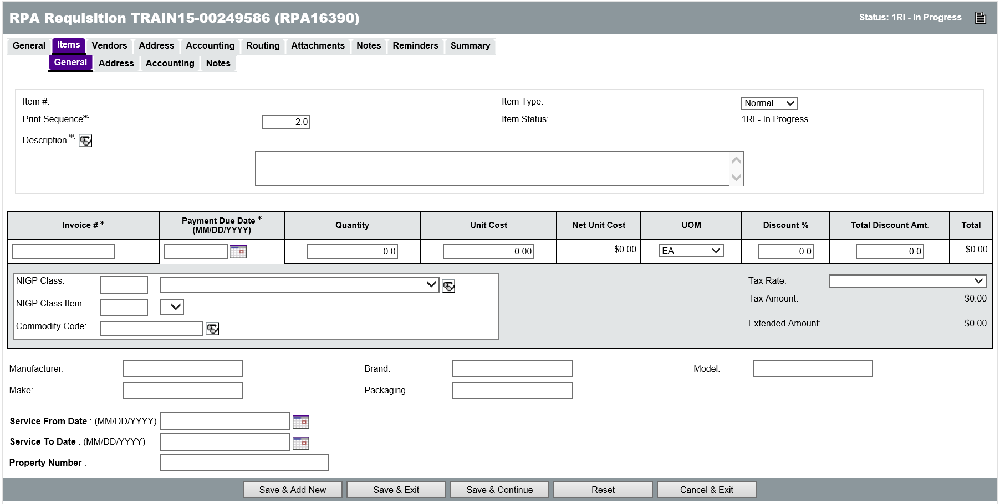 RPA Requisition TRAIN15-00249586 (RPA16390)
Status: 1RI - In Progress
General Items Vendors Address Accounting Routing Attachments Notes Reminders Summary
General Address Accounting Notes
Item #:
Item Type: Normal
Print Sequence*: 2.0
Item Status: 1RI - In Progress
Description *:
Invoice # * Payment Due Date * (MM/DD/YYYY) Quantity Unit Cost Net Unit Cost UOM Discount % Total Discount Amt. Total
0.0 0.00 $0.00 EA 0.0 0.0 $0.00
NIGP Class:
Tax Rate:
NIGP Class Item:
Tax Amount: $0.00
Commodity Code:
Extended Amount: $0.00
Manufacturer: Brand: Model:
Make: Packaging
Service From Date : (MM/DD/YYYY)
Service To Date : (MM/DD/YYYY)
Property Number :
Save & Add New Save & Exit Save & Continue Reset Cancel & Exit